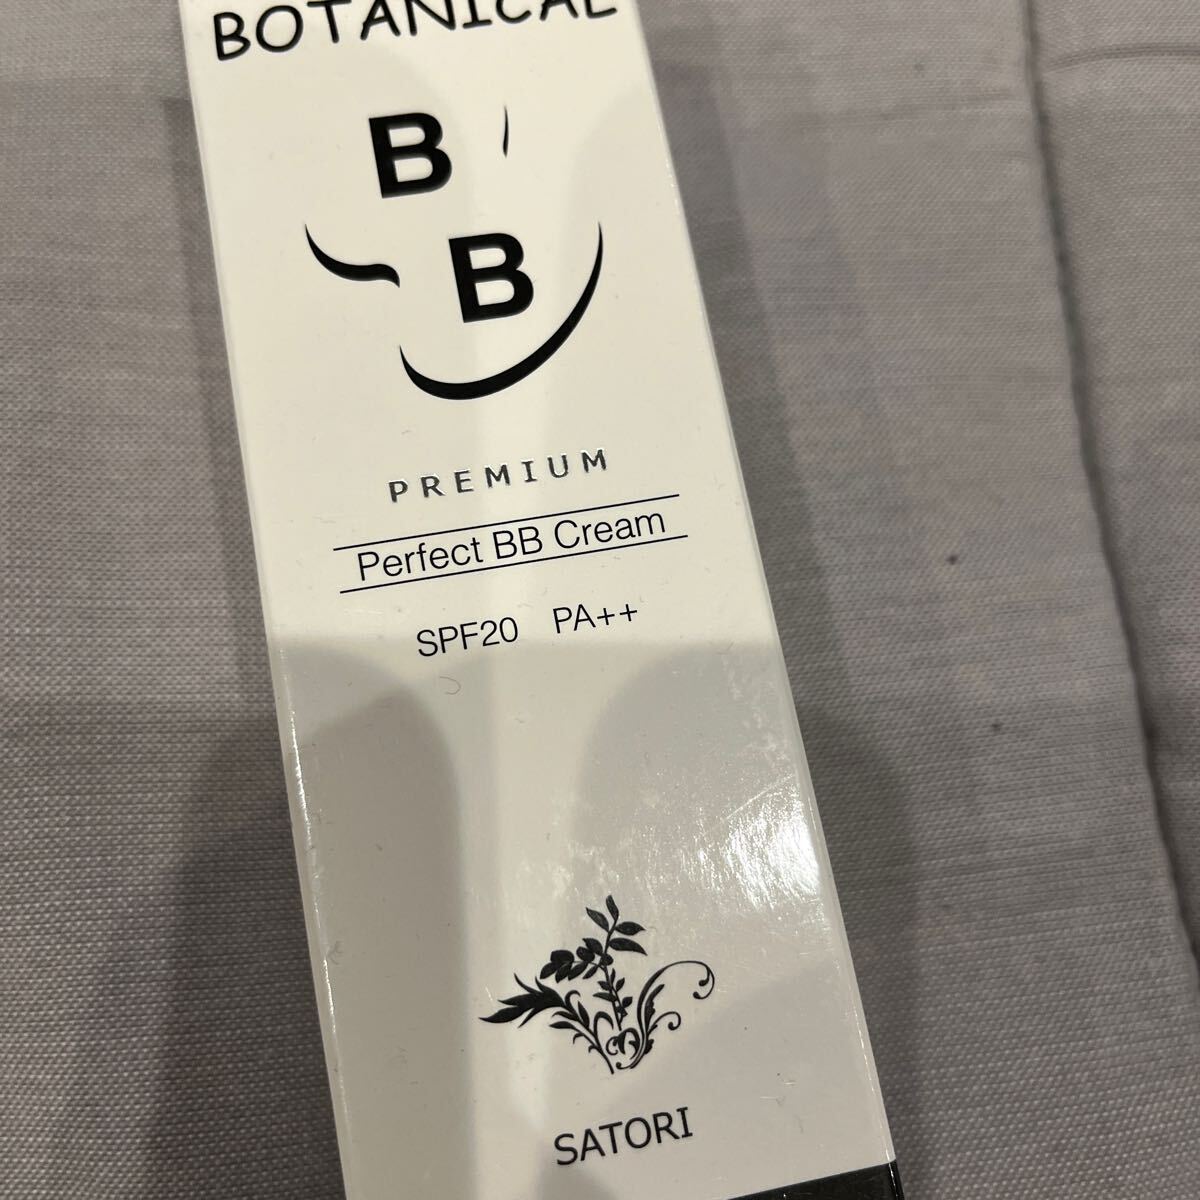 BOTANICAL
B
B
PREMIUM
Perfect BB Cream
SPF20 PA++
SATORI